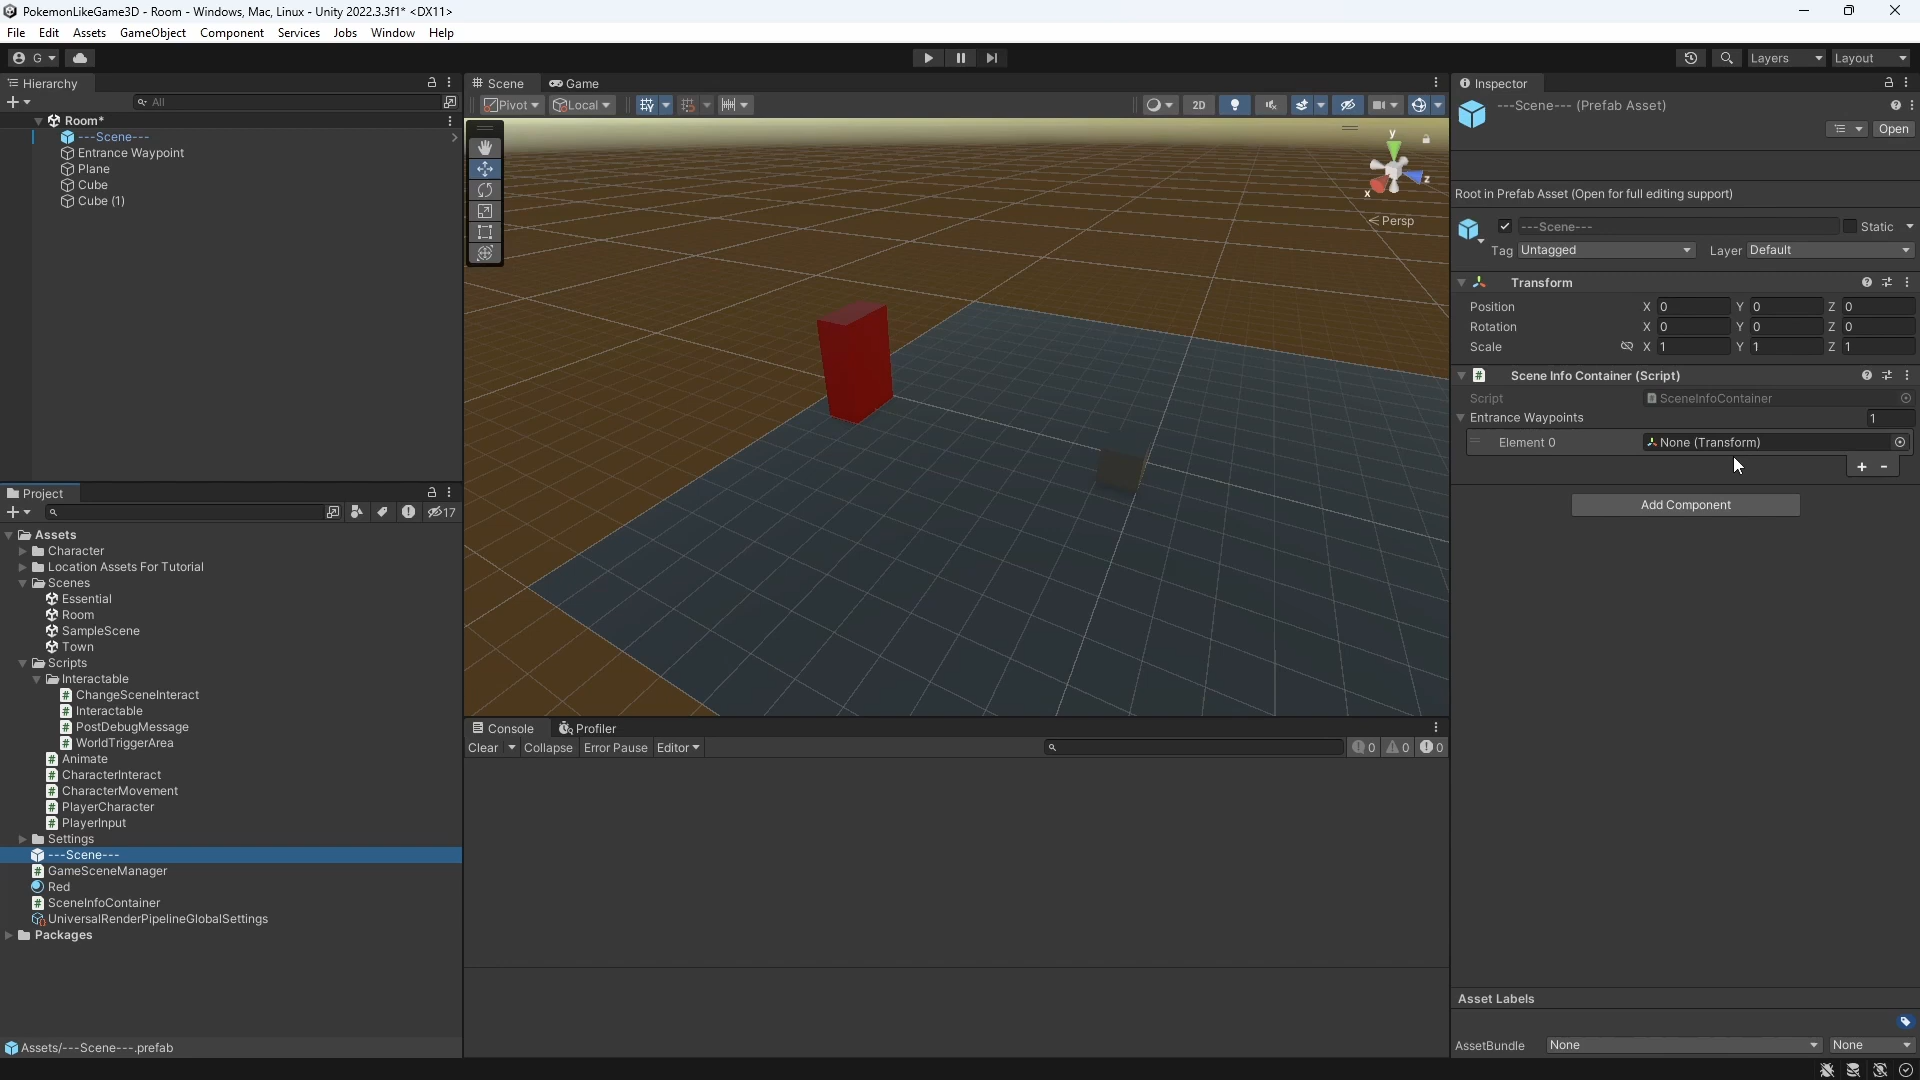 PokemonLikeGame3D - Room - Windows, Mac, Linux - Unity 2022.3.3f1* <DX11>
File Edit Assets GameObject Component Services Jobs Window Help
G Layers Layout
Hierarchy
All
Room*
---Scene---
Entrance Waypoint
Plane
Cube
Cube (1)
Scene Game
Pivot Local 2D
y
x
z
Persp
Project
17
Assets
Character
Location Assets For Tutorial
Scenes
Essential
Room
SampleScene
Town
Scripts
Interactable
ChangeSceneInteract
Interactable
PostDebugMessage
WorldTriggerArea
Animate
CharacterInteract
CharacterMovement
PlayerCharacter
PlayerInput
Settings
---Scene---
GameSceneManager
Red
SceneInfoContainer
UniversalRenderPipelineGlobalSettings
Packages
Assets/---Scene---.prefab
Console Profiler
Clear Collapse Error Pause Editor 0 0 0
Inspector
---Scene--- (Prefab Asset)
Open
Root in Prefab Asset (Open for full editing support)
---Scene--- Static
Tag Untagged Layer Default
Transform
Position X 0 Y 0 Z 0
Rotation X 0 Y 0 Z 0
Scale X 1 Y 1 Z 1
Scene Info Container (Script)
Script SceneInfoContainer
Entrance Waypoints 1
Element 0 None (Transform)
+ -
Add Component
Asset Labels
AssetBundle None None